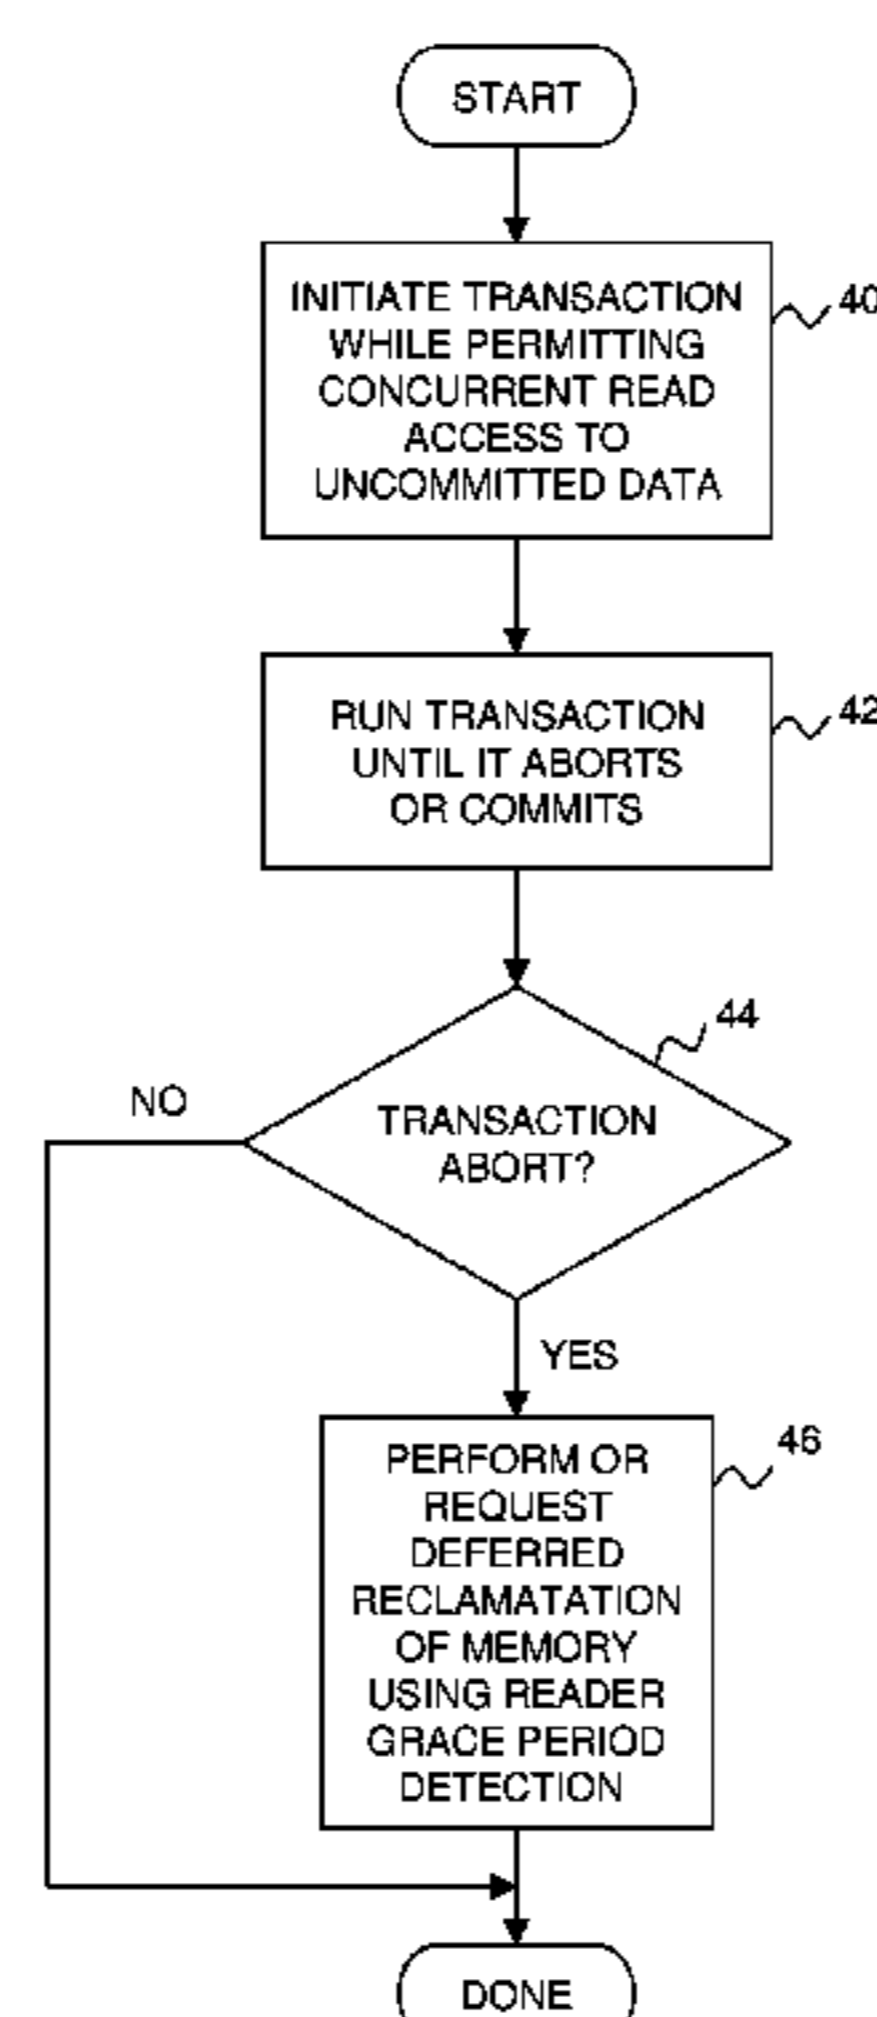 START
INITIATE TRANSACTION
WHILE PERMITTING
CONCURRENT READ
ACCESS TO
UNCOMMITTED DATA
40
RUN TRANSACTION
UNTIL IT ABORTS
OR COMMITS
42
44
NO
TRANSACTION
ABORT?
YES
PERFORM OR
REQUEST
DEFERRED
RECLAMATATION
OF MEMORY
USING READER
GRACE PERIOD
DETECTION
46
DONE